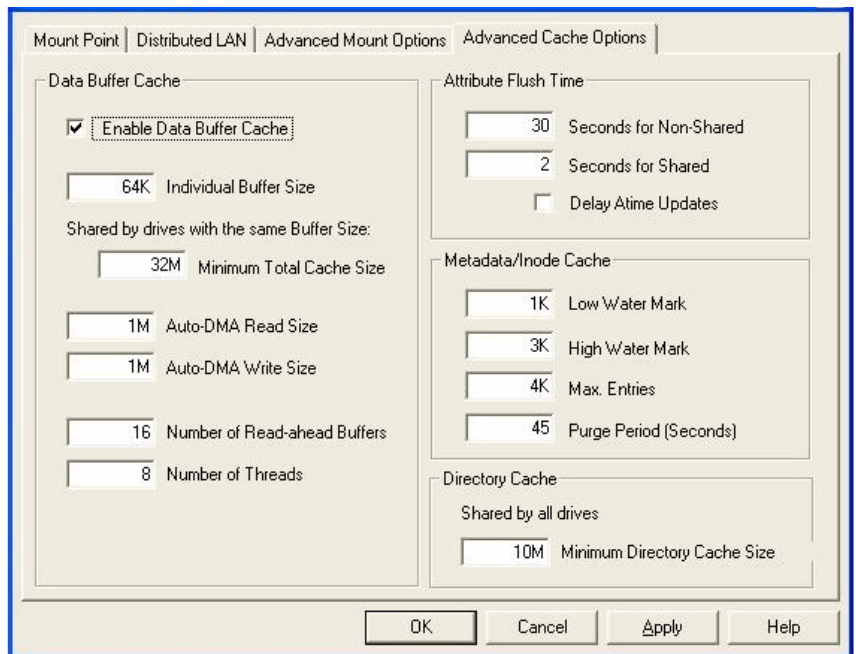 Mount Point
Distributed LAN
Advanced Mount Options
Advanced Cache Options
Data Buffer Cache
Enable Data Buffer Cache
64K Individual Buffer Size
Shared by drives with the same Buffer Size:
32M Minimum Total Cache Size
1M Auto-DMA Read Size
1M Auto-DMA Write Size
16 Number of Read-ahead Buffers
8 Number of Threads
Attribute Flush Time
30 Seconds for Non-Shared
2 Seconds for Shared
Delay Atime Updates
Metadata/Inode Cache
1K Low Water Mark
3K High Water Mark
4K Max. Entries
45 Purge Period (Seconds)
Directory Cache
Shared by all drives
10M Minimum Directory Cache Size
OK
Cancel
Apply
Help